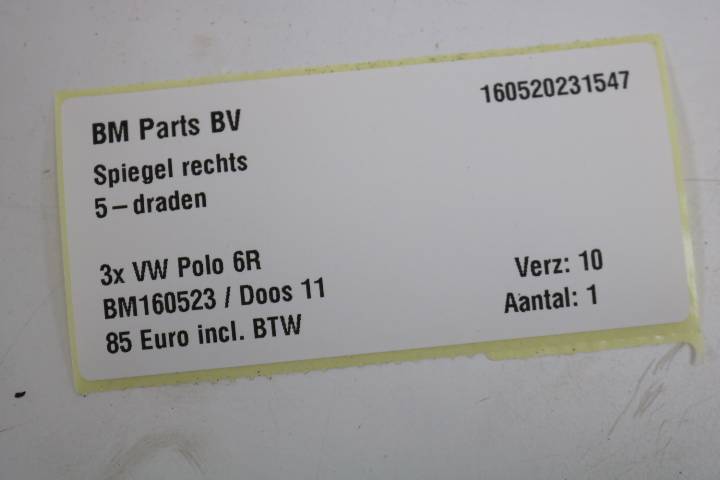 BM Parts BV
160520231547
Spiegel rechts
5-draden
3x VW Polo 6R
Verz: 10
BM160523 / Doos 11
Aantal: 1
85 Euro incl. BTW